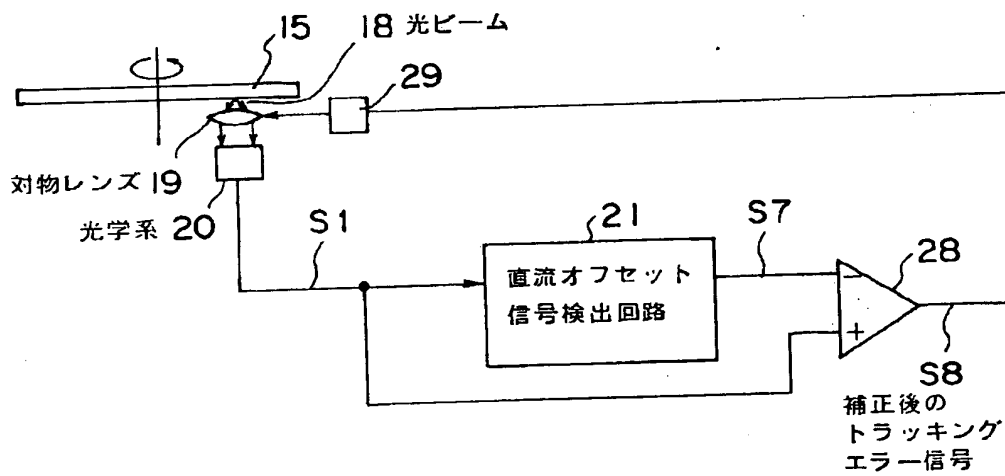 15
18 光ビーム
29
対物レンズ 19
光学系 20
S1
21
直流オフセット
信号検出回路
S7
28
−
+
S8
補正後の
トラッキング
エラー信号